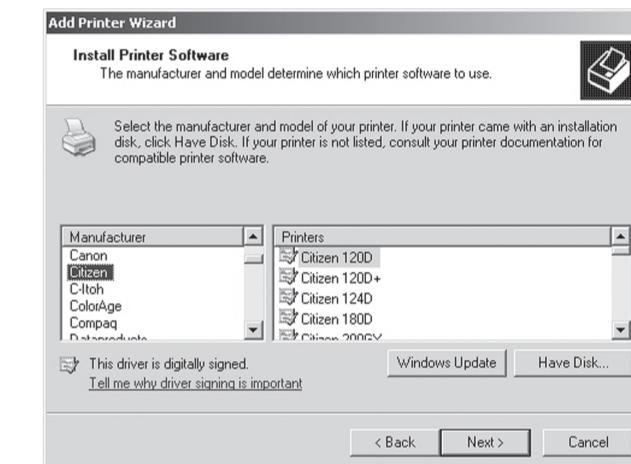 Add Printer Wizard
Install Printer Software
The manufacturer and model determine which printer software to use.
Select the manufacturer and model of your printer. If your printer came with an installation
disk, click Have Disk. If your printer is not listed, consult your printer documentation for
compatible printer software.
Manufacturer
Canon
Citizen
C-Itoh
ColorAge
Compaq
Dataproducts
Printers
Citizen 120D
Citizen 120D+
Citizen 124D
Citizen 180D
Citizen 200GX
This driver is digitally signed.
Tell me why driver signing is important
Windows Update
Have Disk...
< Back
Next >
Cancel